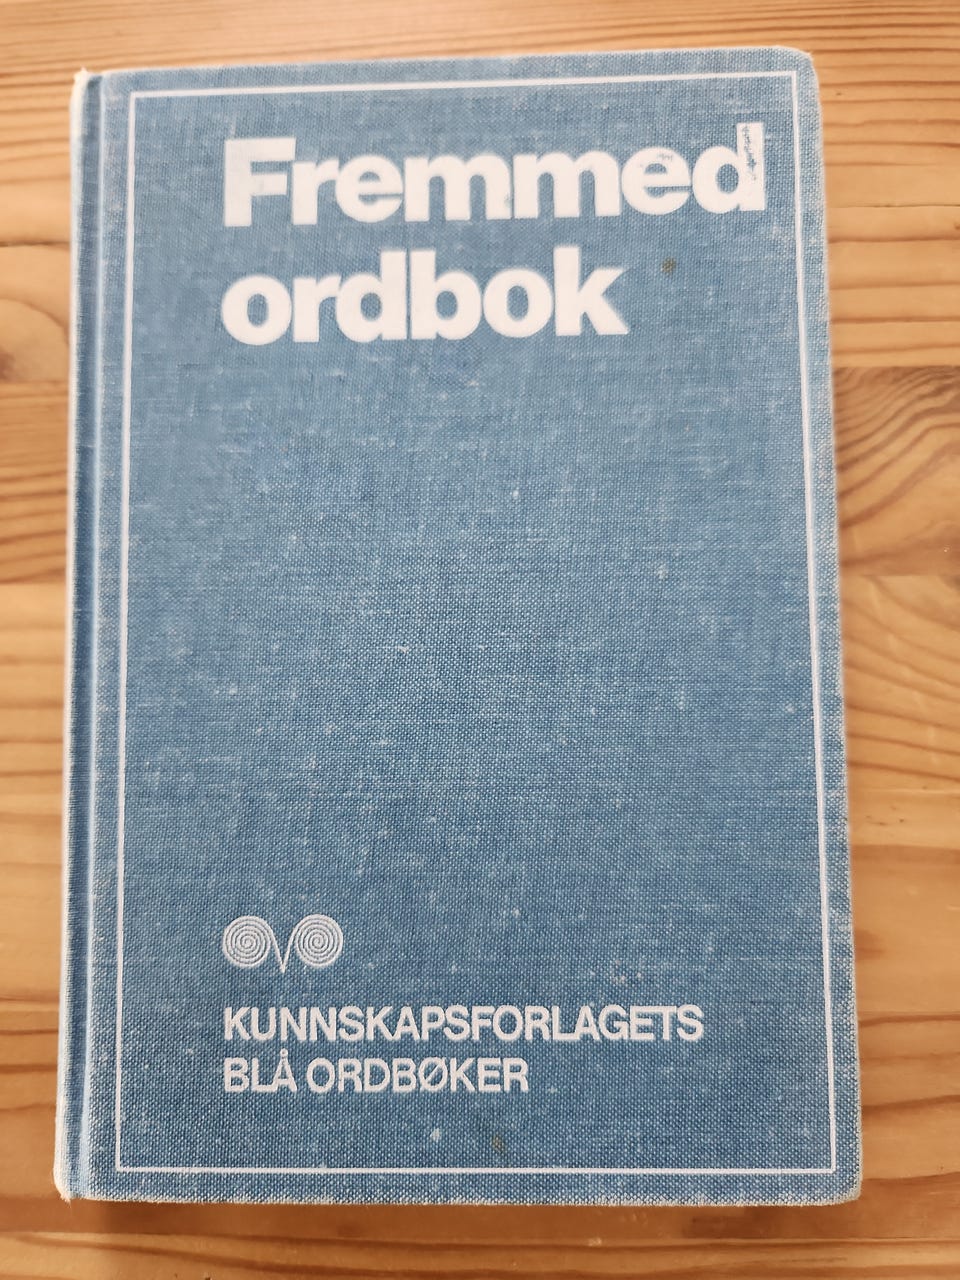 Fremmed
ordbok
KUNNSKAPSFORLAGETS
BLÅ ORDBØKER